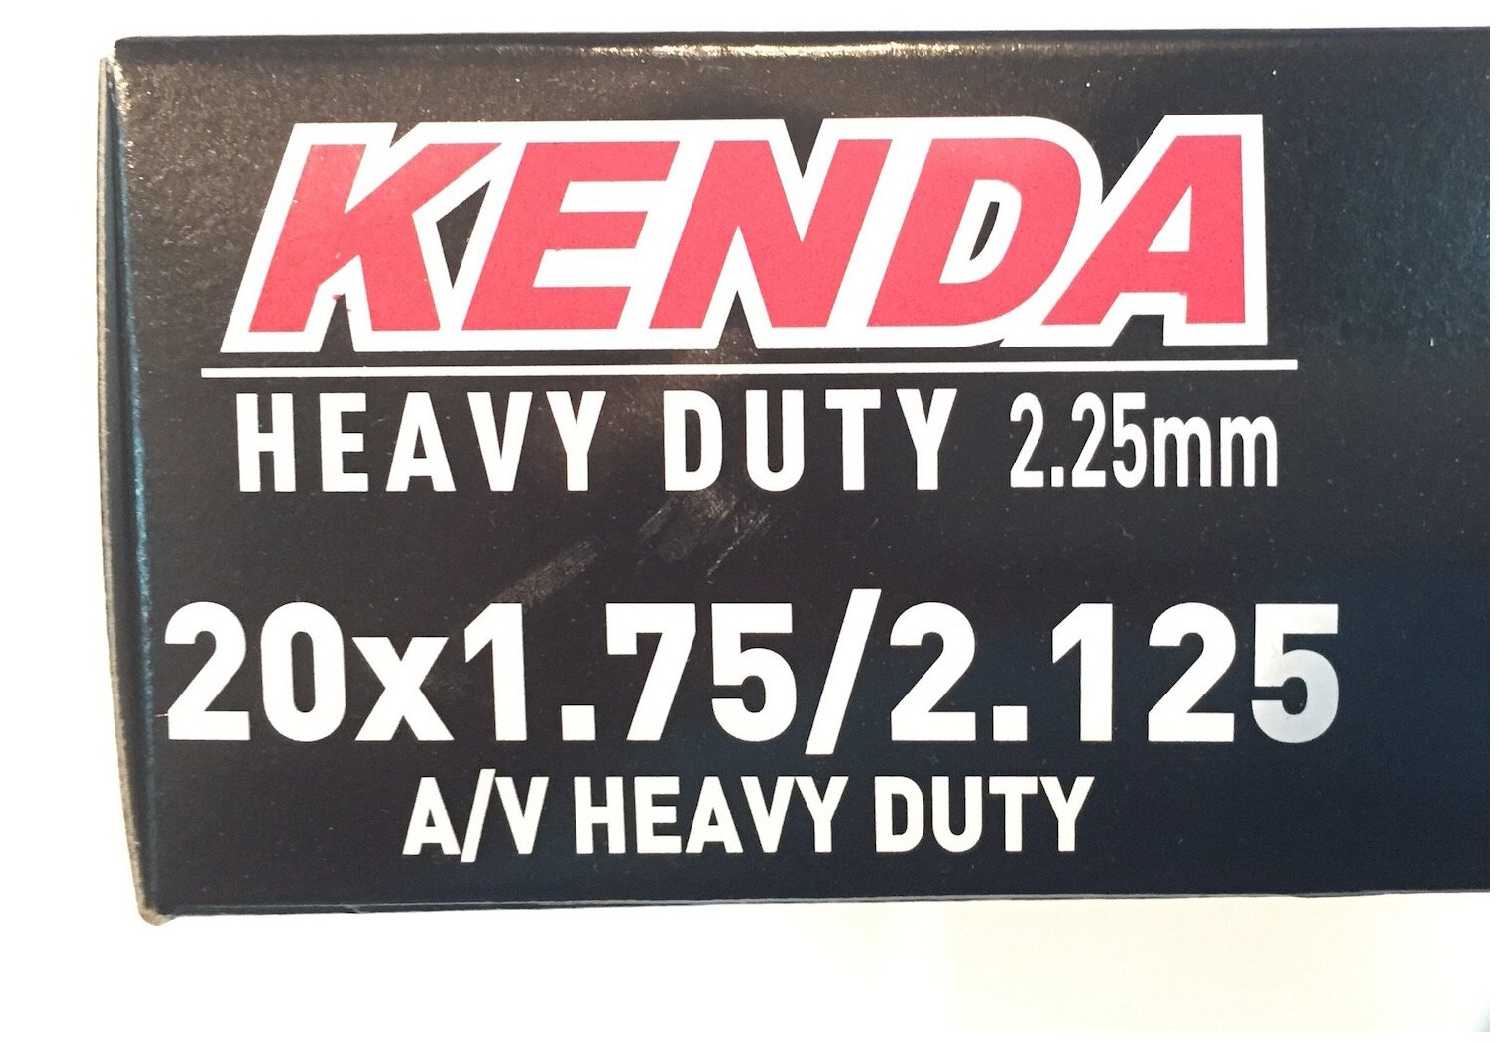 KENDA
HEAVY DUTY 2.25mm
20x1.75/2.125
A/V HEAVY DUTY